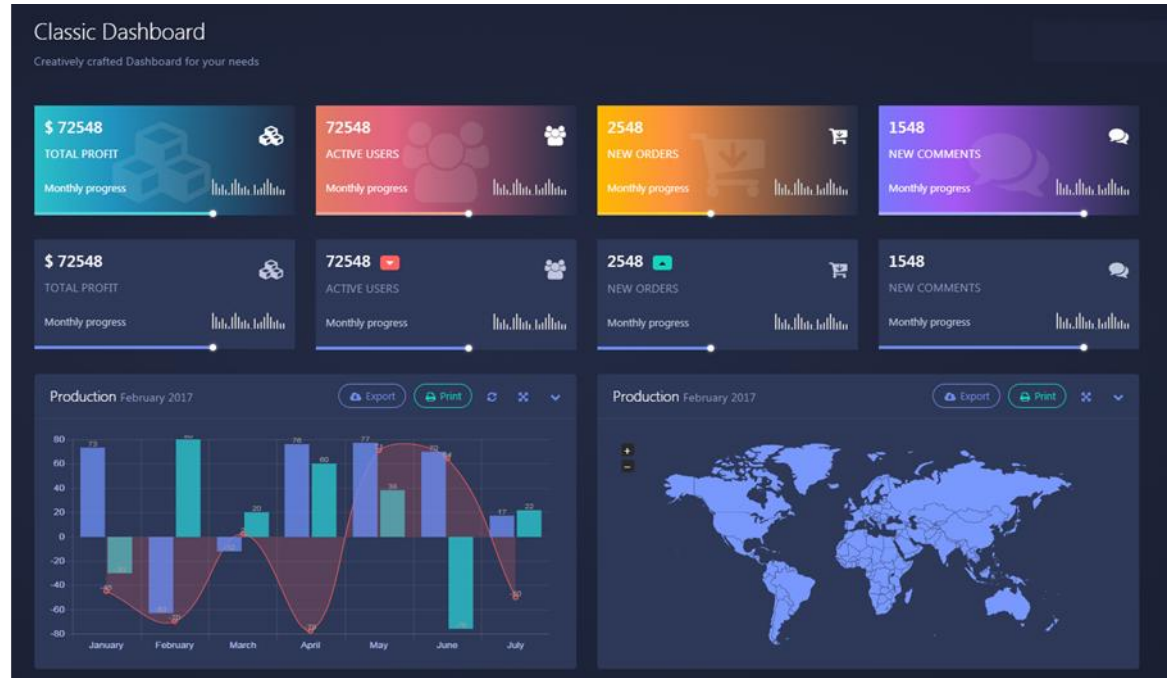 Classic Dashboard
Creatively crafted Dashboard for your needs
$ 72548
TOTAL PROFIT
Monthly progress
72548
ACTIVE USERS
Monthly progress
2548
NEW ORDERS
Monthly progress
1548
NEW COMMENTS
Monthly progress
$ 72548
TOTAL PROFIT
Monthly progress
72548
ACTIVE USERS
Monthly progress
2548
NEW ORDERS
Monthly progress
1548
NEW COMMENTS
Monthly progress
Production February 2017
Export
Print
80
60
40
20
0
-20
-40
-60
-80
73
20
76
60
77
38
17
22
January
February
March
April
May
June
July
Production February 2017
Export
Print
+
−